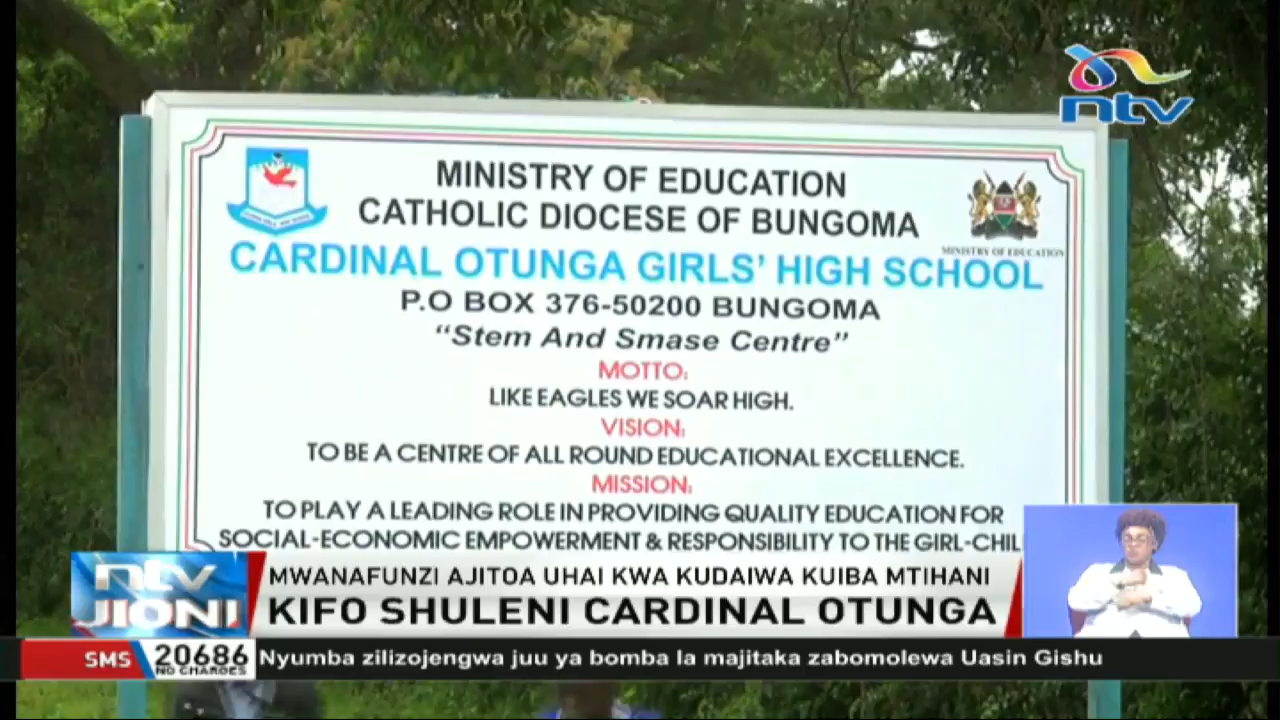 ntv
MINISTRY OF EDUCATION
CATHOLIC DIOCESE OF BUNGOMA
MINISTRY OF EDUCATION
CARDINAL OTUNGA GIRLS' HIGH SCHOOL
P.O BOX 376-50200 BUNGOMA
"Stem And Smase Centre"
MOTTO:
LIKE EAGLES WE SOAR HIGH.
VISION:
TO BE A CENTRE OF ALL ROUND EDUCATIONAL EXCELLENCE.
MISSION:
TO PLAY A LEADING ROLE IN PROVIDING QUALITY EDUCATION FOR
SOCIAL-ECONOMIC EMPOWERMENT & RESPONSIBILITY TO THE GIRL-CHIL
ntv
JIONI
MWANAFUNZI AJITOA UHAI KWA KUDAIWA KUIBA MTIHANI
KIFO SHULENI CARDINAL OTUNGA
SMS 20686
NO CHARGES
Nyumba zilizojengwa juu ya bomba la majitaka zabomolewa Uasin Gishu